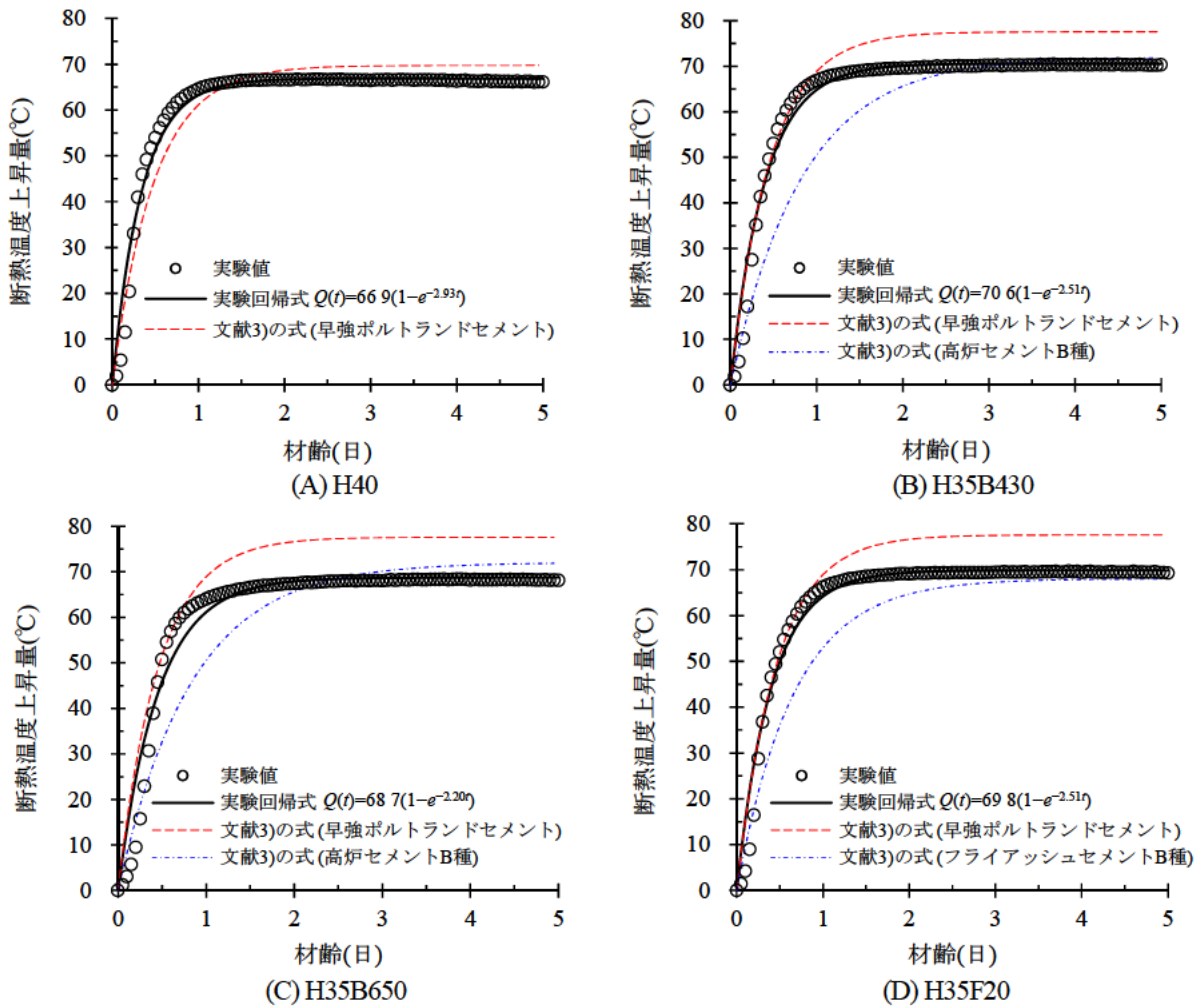 80
70
60
50
40
30
20
10
0
断熱温度上昇量(℃)
実験値
実験回帰式 Q(t)=66 9(1−e−2.93t)
文献3)の式 (早強ポルトランドセメント)
0 1 2 3 4 5
材齢(日)
(A) H40
80
70
60
50
40
30
20
10
0
断熱温度上昇量(℃)
実験値
実験回帰式 Q(t)=70 6(1−e−2.51t)
文献3)の式 (早強ポルトランドセメント)
文献3)の式 (高炉セメントB種)
0 1 2 3 4 5
材齢(日)
(B) H35B430
80
70
60
50
40
30
20
10
0
断熱温度上昇量(℃)
実験値
実験回帰式 Q(t)=68 7(1−e−2.20t)
文献3)の式 (早強ポルトランドセメント)
文献3)の式 (高炉セメントB種)
0 1 2 3 4 5
材齢(日)
(C) H35B650
80
70
60
50
40
30
20
10
0
断熱温度上昇量(℃)
実験値
実験回帰式 Q(t)=69 8(1−e−2.51t)
文献3)の式 (早強ポルトランドセメント)
文献3)の式 (フライアッシュセメントB種)
0 1 2 3 4 5
材齢(日)
(D) H35F20